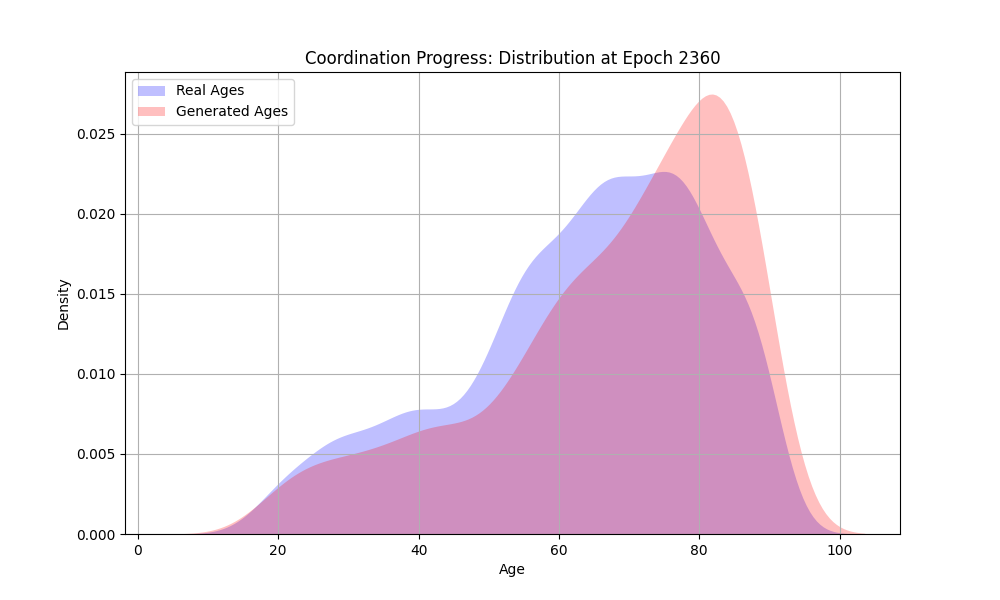 Coordination Progress: Distribution at Epoch 2360
Real Ages
Generated Ages
Density
0.025
0.020
0.015
0.010
0.005
0.000
0 20 40 60 80 100
Age